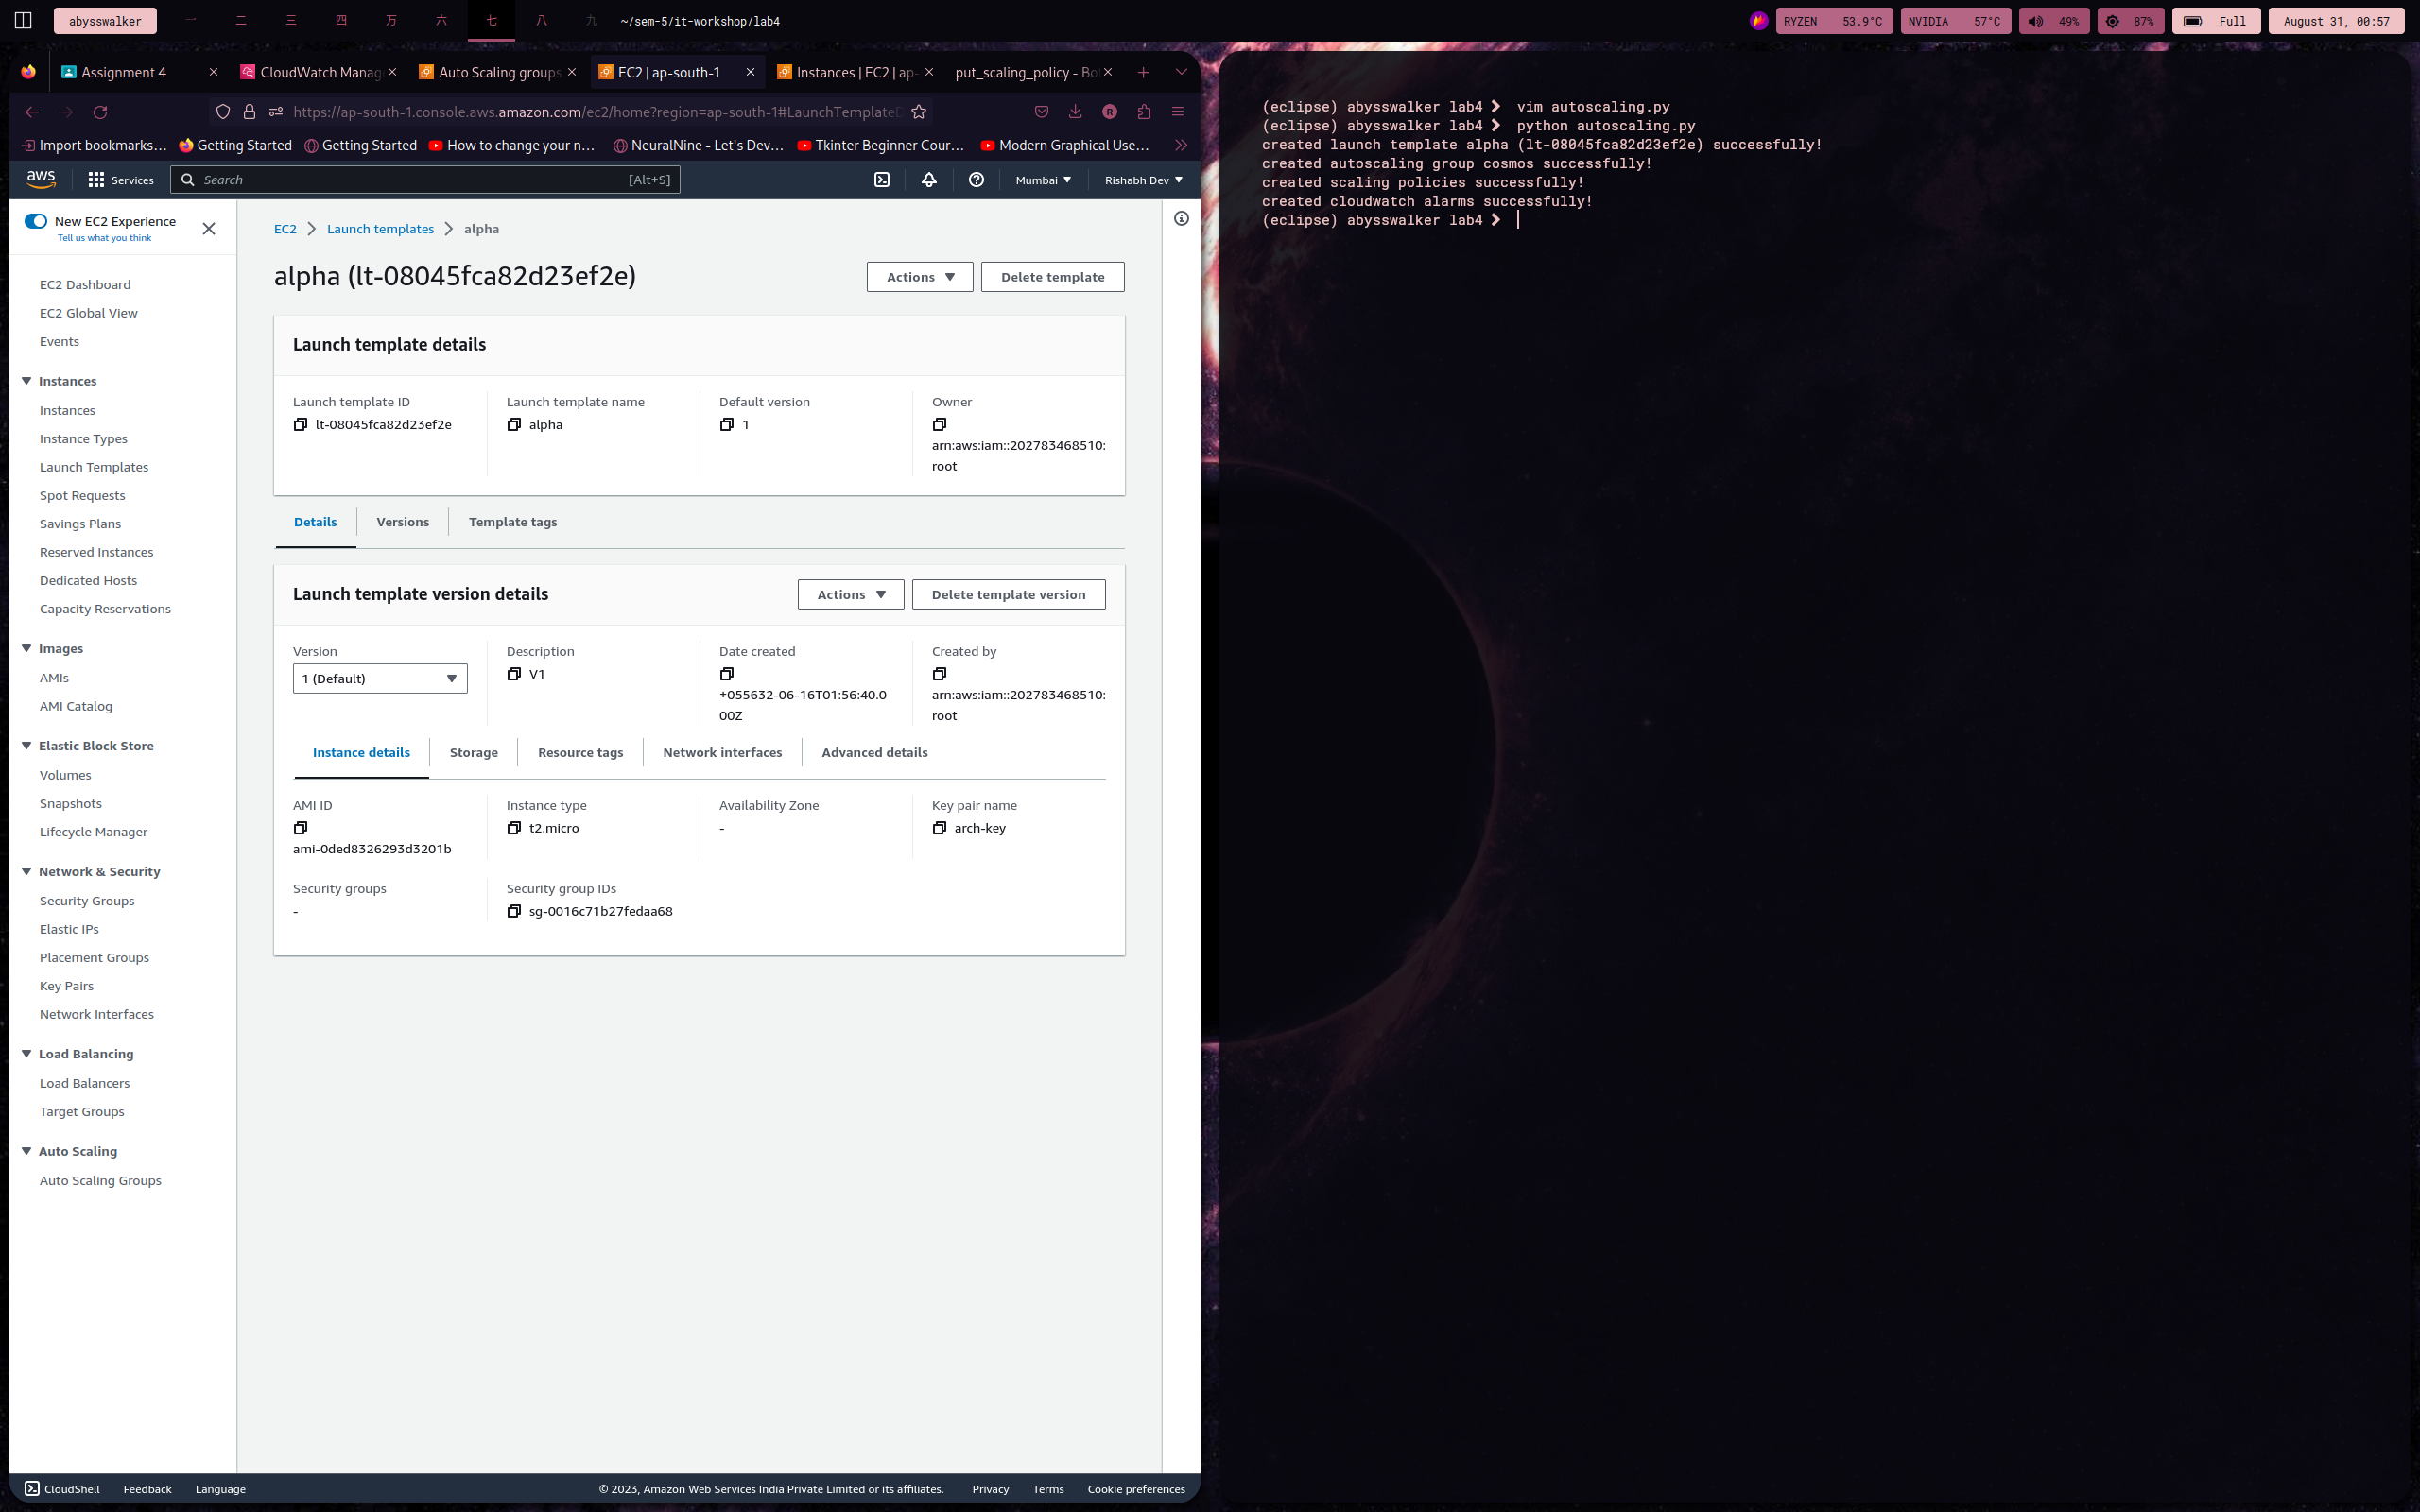 abysswalker
一 二 三 四 万 六 七 八 九
~/sem-5/it-workshop/lab4
RYZEN 53.9°C
NVIDIA 57°C
49%
87%
Full
August 31, 00:57
Assignment 4
CloudWatch Manag
Auto Scaling groups
EC2 | ap-south-1
Instances | EC2 | ap-
put_scaling_policy - Bo
https://ap-south-1.console.aws.amazon.com/ec2/home?region=ap-south-1#LaunchTemplateD
Import bookmarks...
Getting Started
Getting Started
How to change your n...
NeuralNine - Let's Dev...
Tkinter Beginner Cour...
Modern Graphical Use...
aws
Services
Search
[Alt+S]
Mumbai
Rishabh Dev
New EC2 Experience
Tell us what you think
EC2 Dashboard
EC2 Global View
Events
Instances
Instances
Instance Types
Launch Templates
Spot Requests
Savings Plans
Reserved Instances
Dedicated Hosts
Capacity Reservations
Images
AMIs
AMI Catalog
Elastic Block Store
Volumes
Snapshots
Lifecycle Manager
Network & Security
Security Groups
Elastic IPs
Placement Groups
Key Pairs
Network Interfaces
Load Balancing
Load Balancers
Target Groups
Auto Scaling
Auto Scaling Groups
EC2 > Launch templates > alpha
alpha (lt-08045fca82d23ef2e)
Actions
Delete template
Launch template details
Launch template ID
lt-08045fca82d23ef2e
Launch template name
alpha
Default version
1
Owner
arn:aws:iam::202783468510:
root
Details
Versions
Template tags
Launch template version details
Actions
Delete template version
Version
1 (Default)
Description
V1
Date created
+055632-06-16T01:56:40.0
00Z
Created by
arn:aws:iam::202783468510:
root
Instance details
Storage
Resource tags
Network interfaces
Advanced details
AMI ID
ami-0ded8326293d3201b
Instance type
t2.micro
Availability Zone
-
Key pair name
arch-key
Security groups
-
Security group IDs
sg-0016c71b27fedaa68
CloudShell
Feedback
Language
© 2023, Amazon Web Services India Private Limited or its affiliates.
Privacy
Terms
Cookie preferences
(eclipse) abysswalker lab4 ❯ vim autoscaling.py
(eclipse) abysswalker lab4 ❯ python autoscaling.py
created launch template alpha (lt-08045fca82d23ef2e) successfully!
created autoscaling group cosmos successfully!
created scaling policies successfully!
created cloudwatch alarms successfully!
(eclipse) abysswalker lab4 ❯